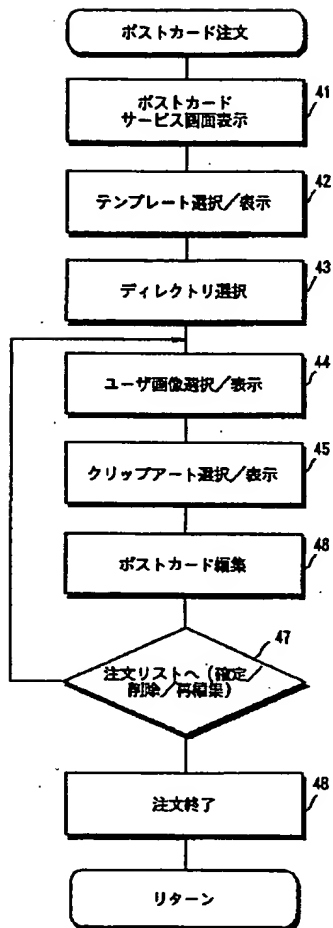 ポストカード注文
41
ポストカード
サービス画面表示
42
テンプレート選択／表示
43
ディレクトリ選択
44
ユーザ画像選択／表示
45
クリップアート選択／表示
48
ポストカード編集
47
注文リストへ（確定／
削除／再編集）
48
注文終了
リターン